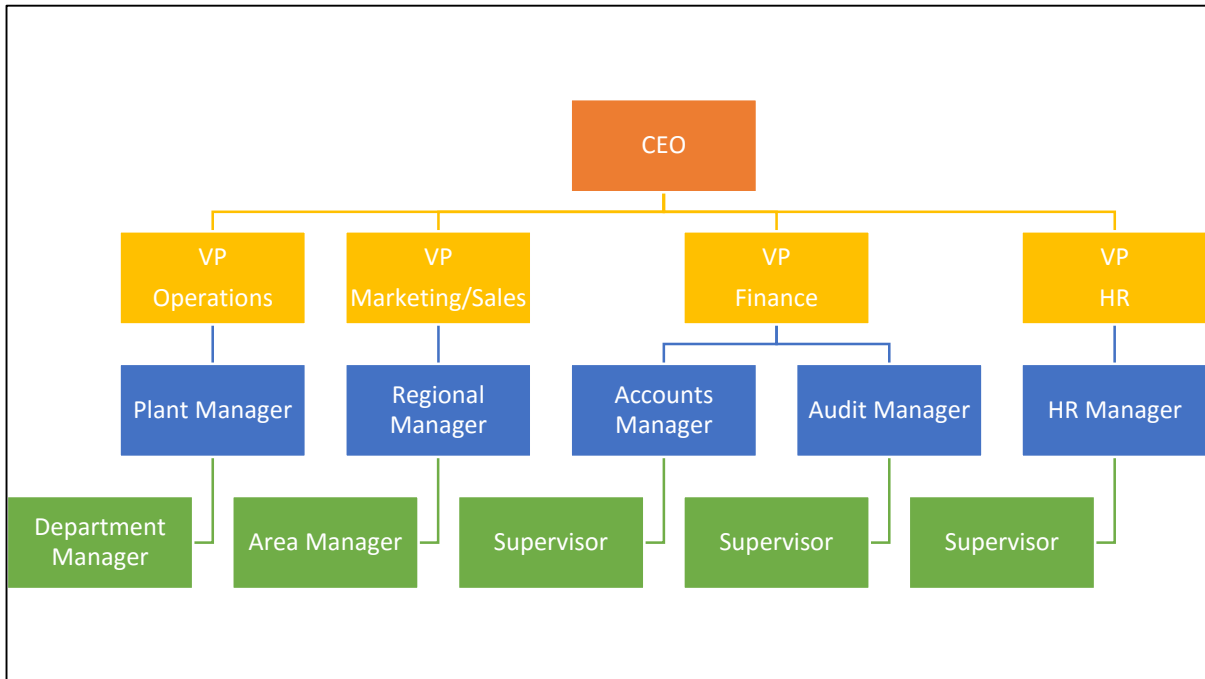 CEO
VP
Operations
VP
Marketing/Sales
VP
Finance
VP
HR
Plant Manager
Regional
Manager
Accounts
Manager
Audit Manager
HR Manager
Department
Manager
Area Manager
Supervisor
Supervisor
Supervisor